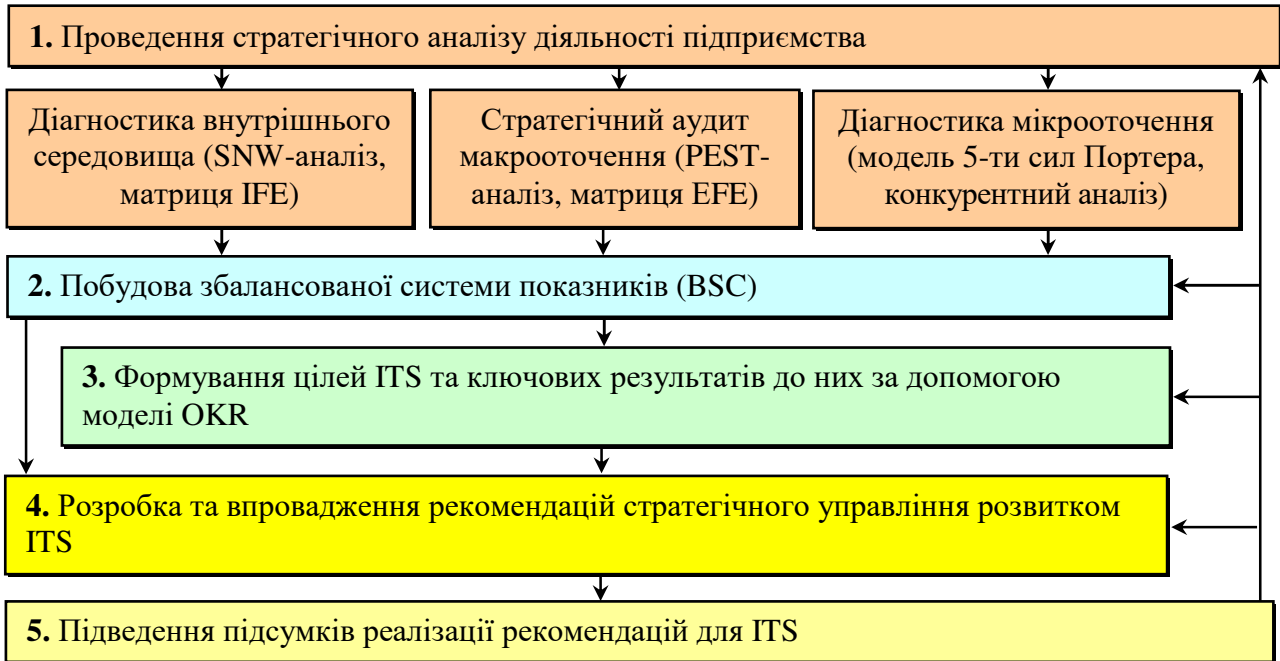 1. Проведення стратегічного аналізу діяльності підприємства
Діагностика внутрішнього
середовища (SNW-аналіз,
матриця IFE)
Стратегічний аудит
макрооточення (PEST-
аналіз, матриця EFE)
Діагностика мікрооточення
(модель 5-ти сил Портера,
конкурентний аналіз)
2. Побудова збалансованої системи показників (BSC)
3. Формування цілей ITS та ключових результатів до них за допомогою
моделі OKR
4. Розробка та впровадження рекомендацій стратегічного управління розвитком
ITS
5. Підведення підсумків реалізації рекомендацій для ITS